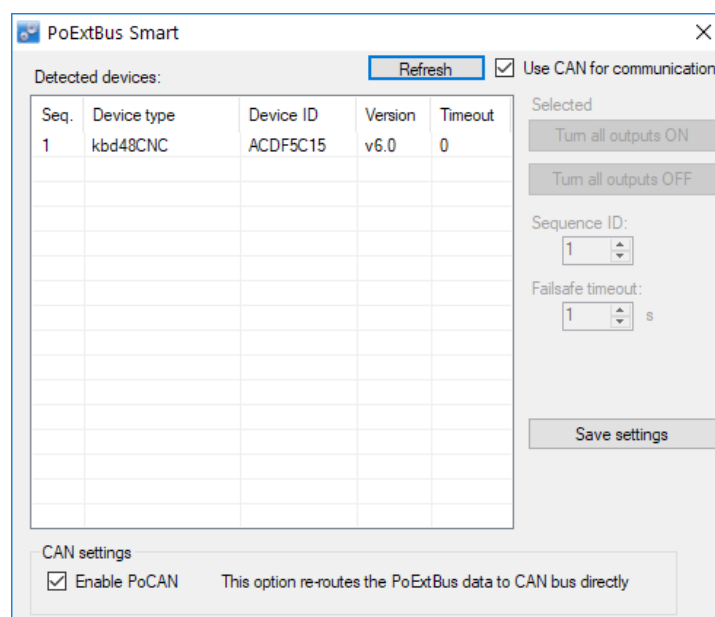 PoExtBus Smart
Detected devices:
Refresh
Use CAN for communication
Seq. Device type Device ID Version Timeout
1 kbd48CNC ACDF5C15 v6.0 0
Selected
Turn all outputs ON
Turn all outputs OFF
Sequence ID:
1
Failsafe timeout:
1 s
Save settings
CAN settings
Enable PoCAN This option re-routes the PoExtBus data to CAN bus directly